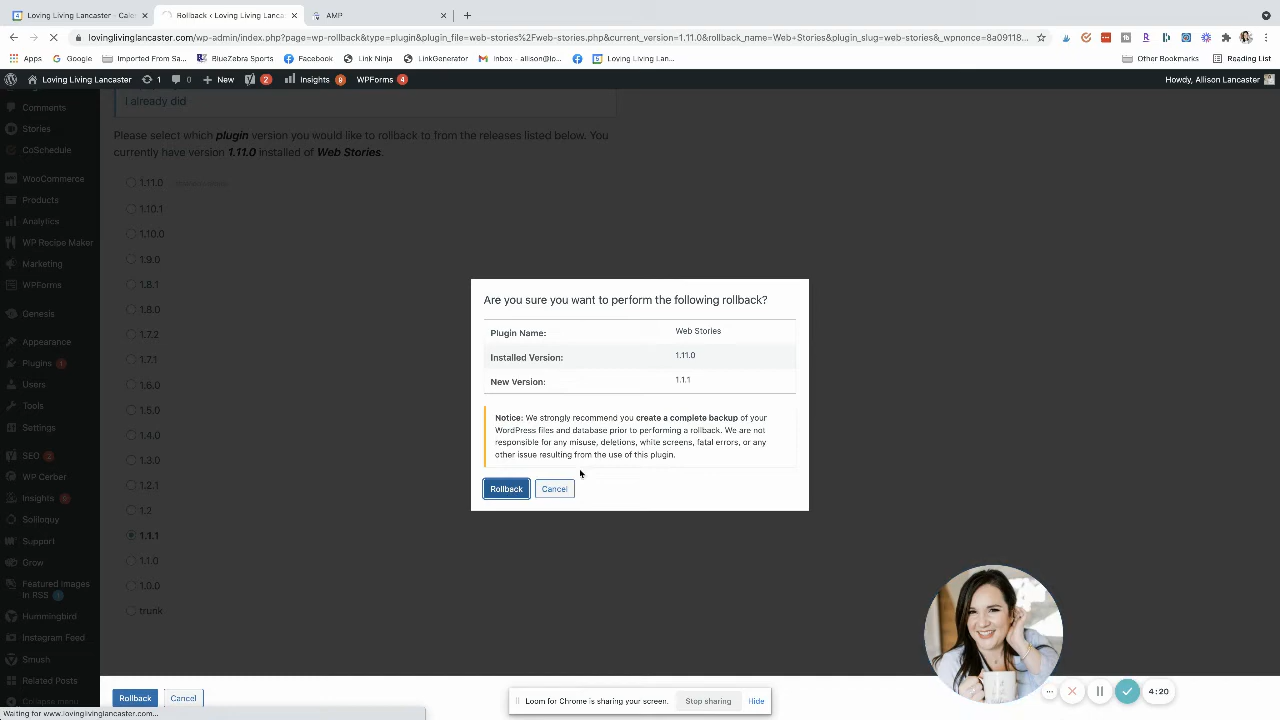 Loving Living Lancaster - Cale
Rollback ‹ Loving Living Lanca
AMP
lovinglivinglancaster.com/wp-admin/index.php?page=wp-rollback&type=plugin&plugin_file=web-stories%2Fweb-stories.php&current_version=1.11.0&rollback_name=Web+Stories&plugin_slug=web-stories&_wpnonce=8a09118...
Apps Google Imported From Sa... BlueZebra Sports Facebook Link Ninja LinkGenerator Inbox - allison@lo... Loving Living Lan... Other Bookmarks Reading List
Loving Living Lancaster 1 0 New 2 Insights 9 WPForms 4 Howdy, Allison Lancaster
I already did
Please select which plugin version you would like to rollback to from the releases listed below. You
currently have version 1.11.0 installed of Web Stories.
Comments
Stories
CoSchedule
WooCommerce
Products
Analytics
WP Recipe Maker
Marketing
WPForms
Genesis
Appearance
Plugins 1
Users
Tools
Settings
SEO 2
WP Cerber
Insights
Soliloquy
Support
Grow
Featured Images
in RSS
Hummingbird
Instagram Feed
Smush
Related Posts
Collapse menu
1.11.0
1.10.1
1.10.0
1.9.0
1.8.1
1.8.0
1.7.2
1.7.1
1.6.0
1.5.0
1.4.0
1.3.0
1.2.1
1.2
1.1.1
1.1.0
1.0.0
trunk
Are you sure you want to perform the following rollback?
Plugin Name: Web Stories
Installed Version: 1.11.0
New Version: 1.1.1
Notice: We strongly recommend you create a complete backup of your
WordPress files and database prior to performing a rollback. We are not
responsible for any misuse, deletions, white screens, fatal errors, or any
other issue resulting from the use of this plugin.
Rollback Cancel
Rollback Cancel
Loom for Chrome is sharing your screen. Stop sharing Hide
4:20
Waiting for www.lovinglivinglancaster.com...